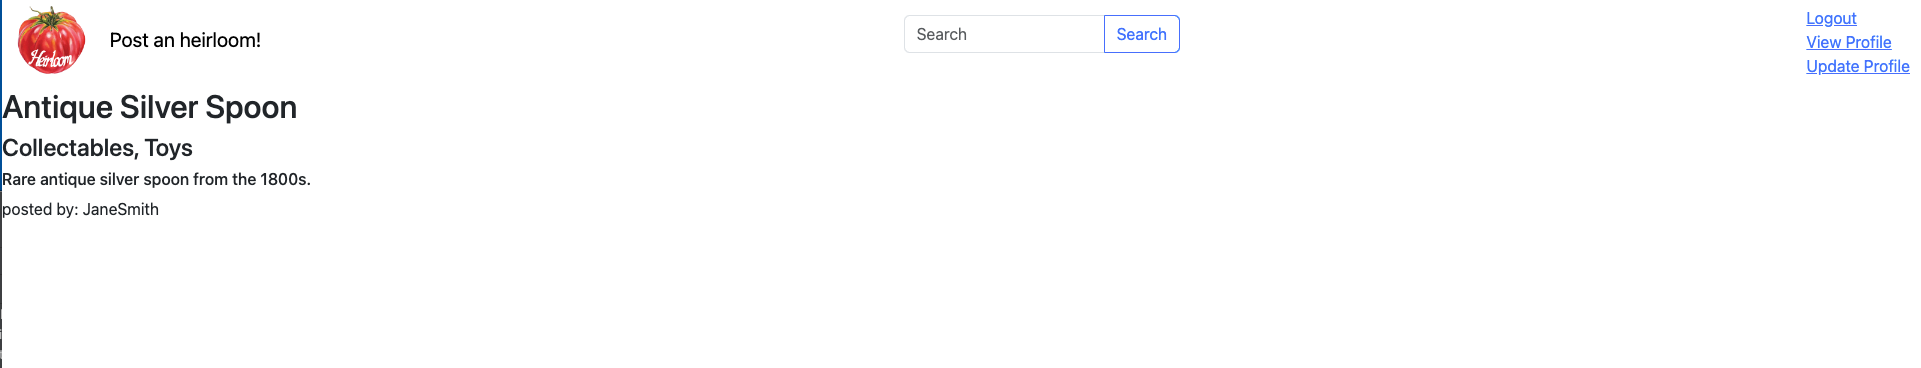 Heirloom
Post an heirloom!
Search
Search
Logout
View Profile
Update Profile
Antique Silver Spoon
Collectables, Toys
Rare antique silver spoon from the 1800s.
posted by: JaneSmith